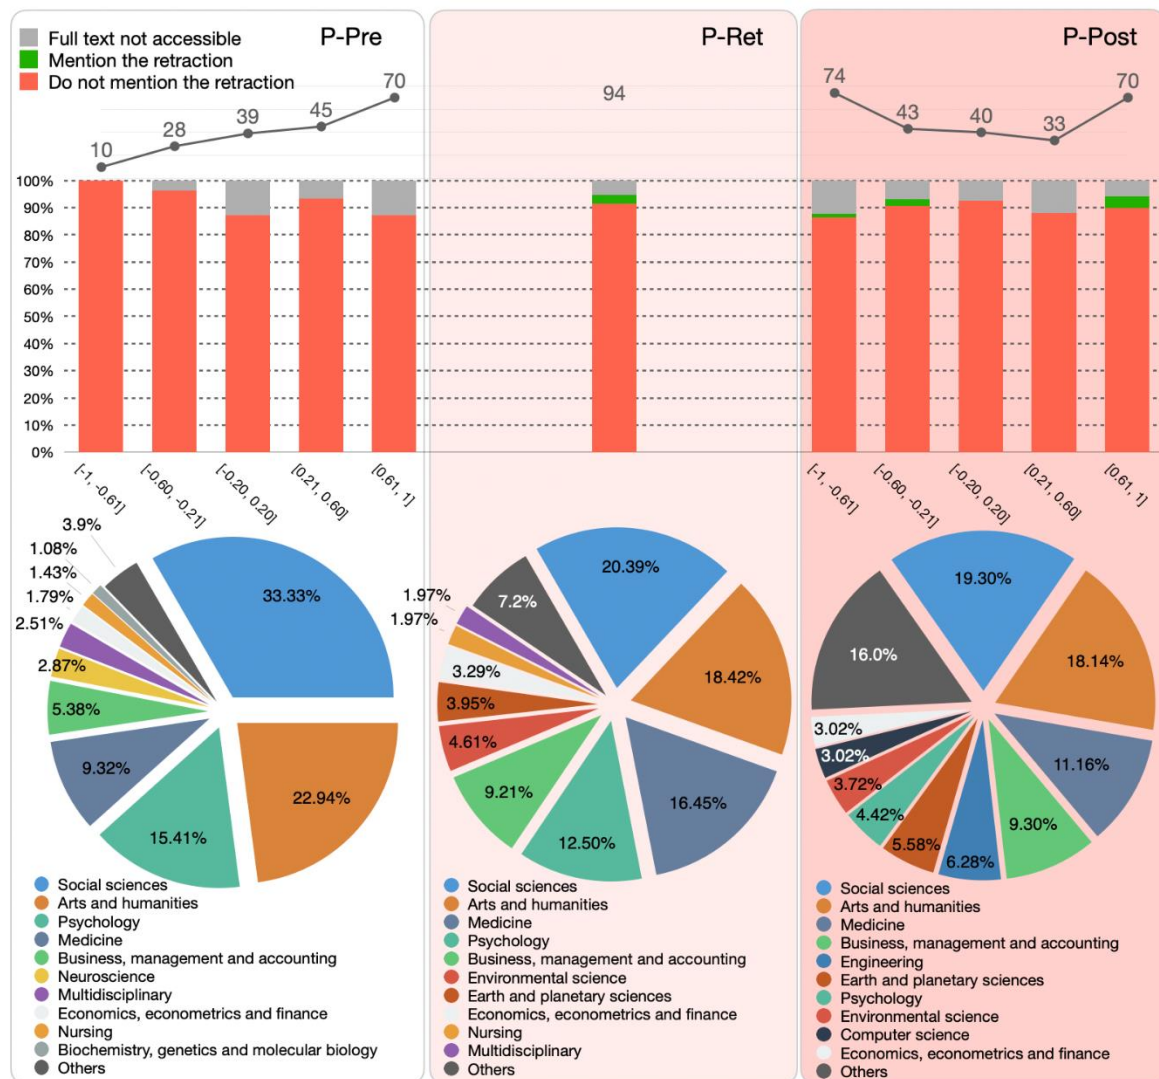 Full text not accessible
Mention the retraction
Do not mention the retraction
P-Pre
10
28
39
45
70
100%
90%
80%
70%
60%
50%
40%
30%
20%
10%
0%
[-1, -0.61]
[-0.60, -0.21]
[-0.20, 0.20]
[0.21, 0.60]
[0.61, 1]
33.33%
22.94%
15.41%
9.32%
5.38%
2.87%
2.51%
1.79%
1.43%
1.08%
3.9%
Social sciences
Arts and humanities
Psychology
Medicine
Business, management and accounting
Neuroscience
Multidisciplinary
Economics, econometrics and finance
Nursing
Biochemistry, genetics and molecular biology
Others
P-Ret
94
20.39%
18.42%
16.45%
12.50%
9.21%
4.61%
3.95%
3.29%
1.97%
1.97%
7.2%
Social sciences
Arts and humanities
Medicine
Psychology
Business, management and accounting
Environmental science
Earth and planetary sciences
Economics, econometrics and finance
Nursing
Multidisciplinary
Others
P-Post
74
43
40
33
70
[-1, -0.61]
[-0.60, -0.21]
[-0.20, 0.20]
[0.21, 0.60]
[0.61, 1]
19.30%
18.14%
11.16%
9.30%
6.28%
5.58%
4.42%
3.72%
3.02%
3.02%
16.0%
Social sciences
Arts and humanities
Medicine
Business, management and accounting
Engineering
Earth and planetary sciences
Psychology
Environmental science
Computer science
Economics, econometrics and finance
Others